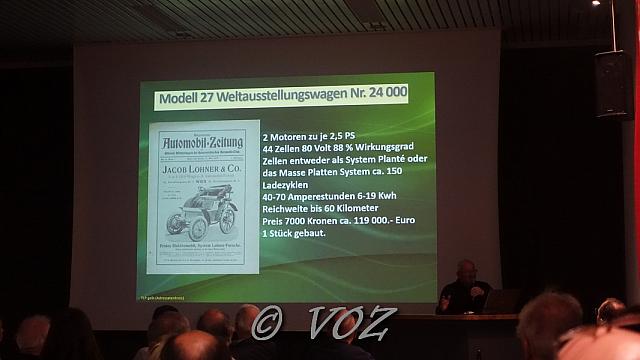 Modell 27 Weltausstellungswagen Nr. 24 000
Automobil-Zeitung
JACOB LOHNER & CO.
WIEN
2 Motoren zu je 2,5 PS
44 Zellen 80 Volt 88 % Wirkungsgrad
Zellen entweder als System Planté oder
das Masse Platten System ca. 150
Ladezyklen
40-70 Amperestunden 6-19 Kwh
Reichweite bis 60 Kilometer
Preis 7000 Kronen ca. 119 000.- Euro
1 Stück gebaut.
© VOZ